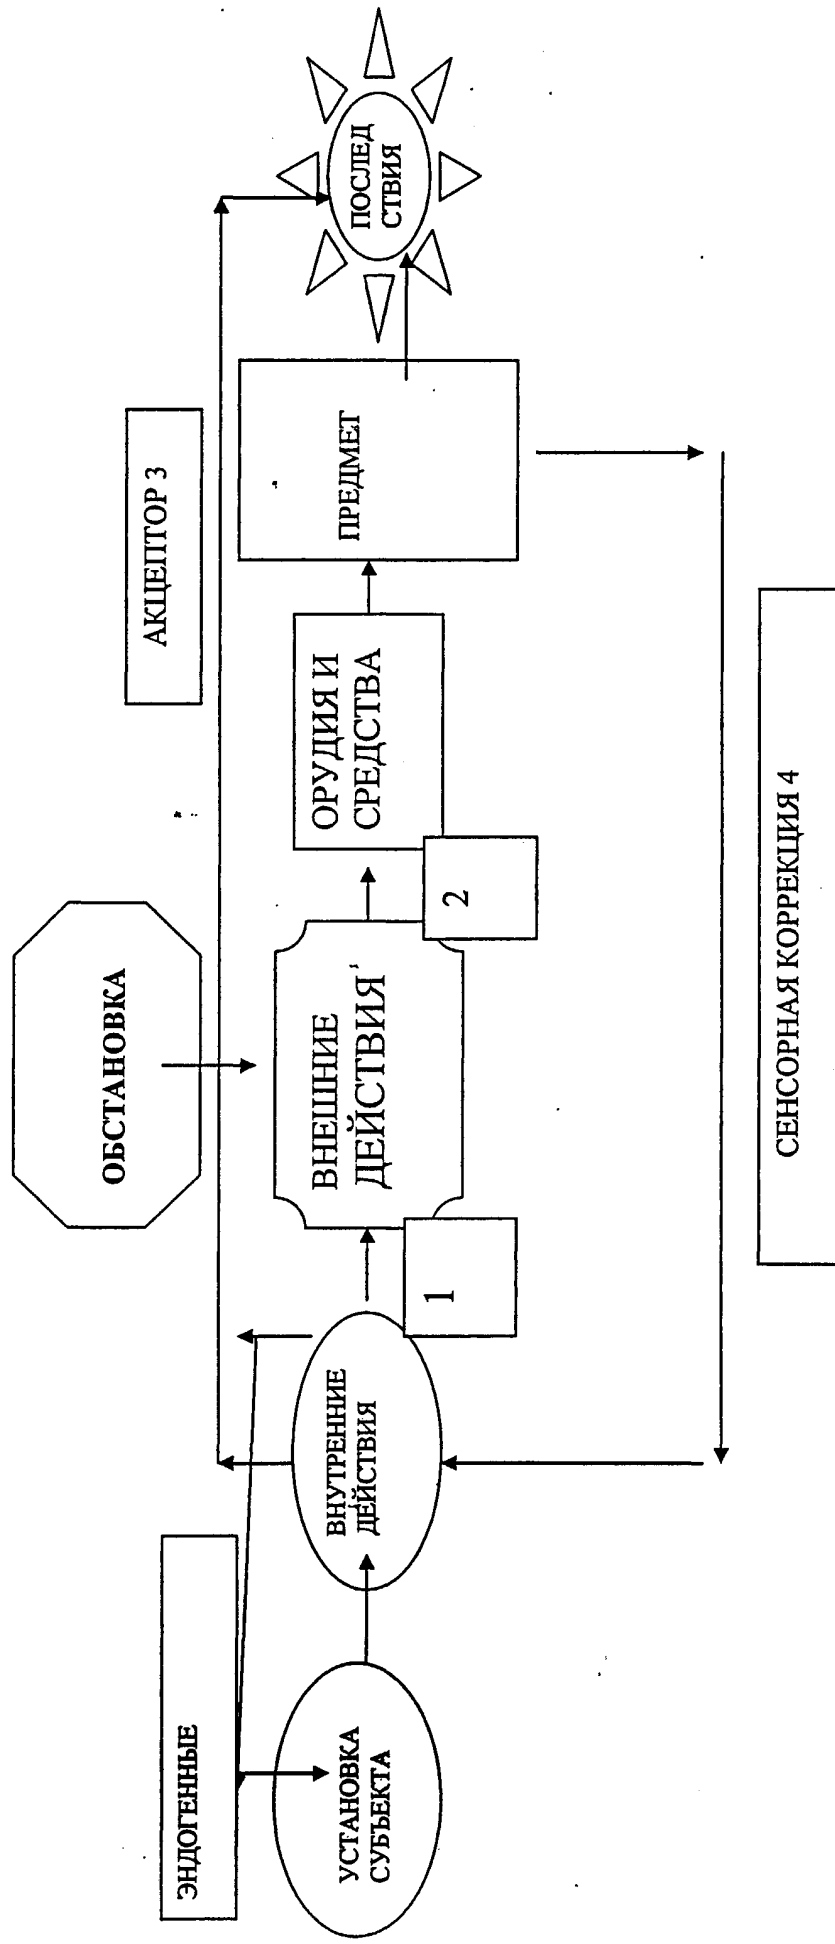 ОБСТАНОВКА
АКЦЕПТОР 3
ЭНДОГЕННЫЕ
УСТАНОВКА
СУБЪЕКТА
ВНУТРЕННИЕ
ДЕЙСТВИЯ
1
ВНЕШНИЕ
ДЕЙСТВИЯ
2
ОРУДИЯ И
СРЕДСТВА
ПРЕДМЕТ
ПОСЛЕД
СТВИЯ
СЕНСОРНАЯ КОРРЕКЦИЯ 4